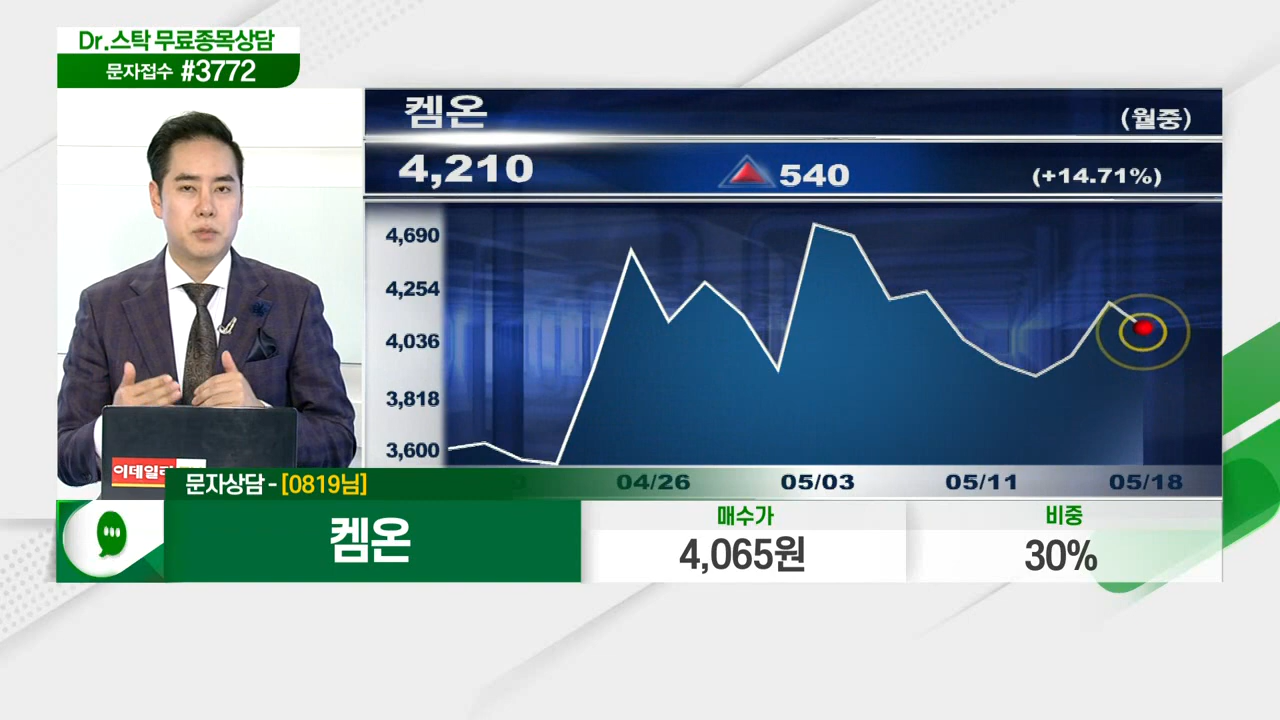 Dr.스탁 무료종목상담
문자접수 #3772
켐온
(월중)
4,210
540
(+14.71%)
4,690
4,254
4,036
3,818
3,600
04/26
05/03
05/11
05/18
이데일리
문자상담 - [0819님]
켐온
매수가
4,065원
비중
30%